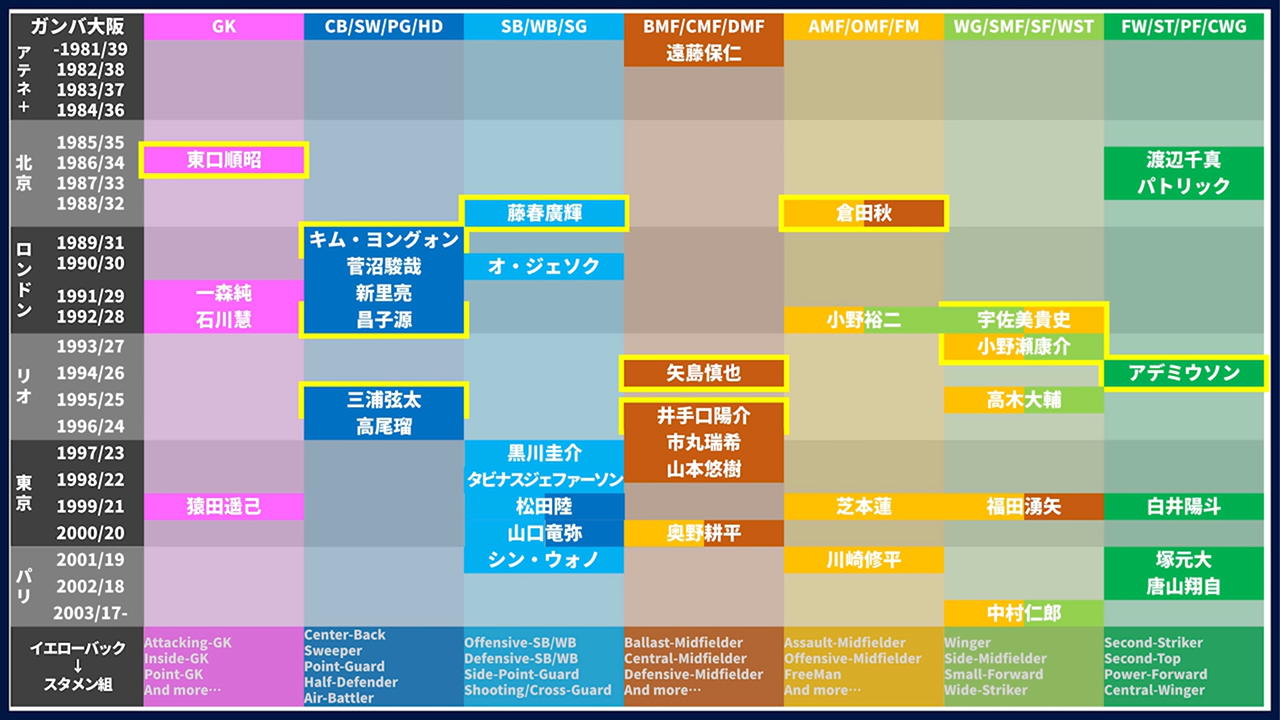 ガンバ大阪 GK CB/SW/PG/HD SB/WB/SG BMF/CMF/DMF AMF/OMF/FM WG/SMF/SF/WST FW/ST/PF/CWG
アテネ+
-1981/39 遠藤保仁
1982/38
1983/37
1984/36
北京
1985/35
1986/34 東口順昭 渡辺千真
1987/33 パトリック
1988/32 藤春廣輝 倉田秋
ロンドン
1989/31 キム・ヨングォン
1990/30 菅沼駿哉 オ・ジェソク
1991/29 一森純 新里亮
1992/28 石川慧 昌子源 小野裕二 宇佐美貴史
リオ
1993/27 小野瀬康介
1994/26 矢島慎也 アデミウソン
1995/25 三浦弦太 高木大輔
1996/24 高尾瑠 井手口陽介
市丸瑞希
山本悠樹
東京
1997/23 黒川圭介
1998/22 タビナスジェファーソン
1999/21 猿田遥己 松田陸 芝本蓮 福田湧矢 白井陽斗
2000/20 山口竜弥 奥野耕平
パリ
2001/19 シン・ウォノ 川崎修平 塚元大
2002/18 唐山翔自
2003/17- 中村仁郎
イエローバック
↓
スタメン組
Attacking-GK
Inside-GK
Point-GK
And more…
Center-Back
Sweeper
Point-Guard
Half-Defender
Air-Battler
Offensive-SB/WB
Defensive-SB/WB
Side-Point-Guard
Shooting/Cross-Guard
Ballast-Midfielder
Central-Midfielder
Defensive-Midfielder
And more…
Assault-Midfielder
Offensive-Midfielder
FreeMan
And more…
Winger
Side-Midfielder
Small-Forward
Wide-Striker
Second-Striker
Second-Top
Power-Forward
Central-Winger